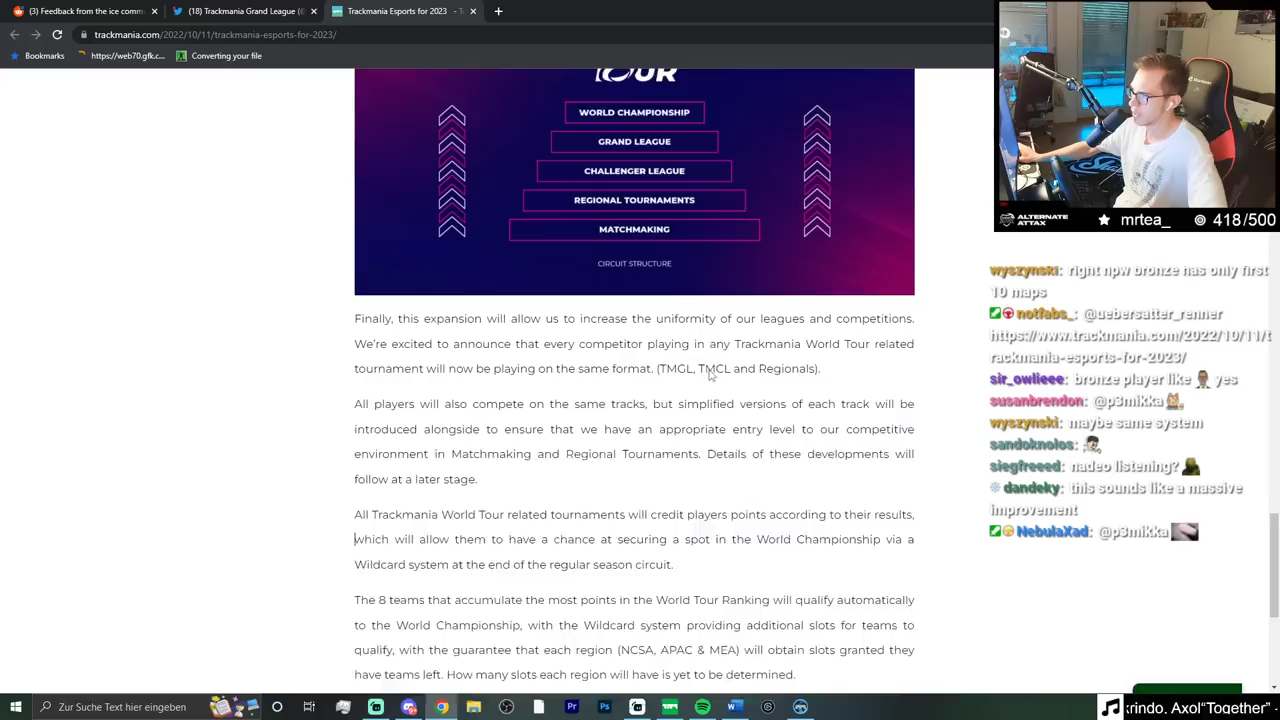 (3) Feedback from the ice comm
(18) Trackmania Grand League
Trackmania Esports for 2023
trackmania.com/2022/10/11/trackmania-esports-for-2023/
Bookmarks
https://web70.gfk.c...
Converting your file
WORLD CHAMPIONSHIP
GRAND LEAGUE
CHALLENGER LEAGUE
REGIONAL TOURNAMENTS
MATCHMAKING
CIRCUIT STRUCTURE
Finally, this expansion will allow us to increase the uniformity of our leagues and competitions.
We're excited to announce that every competitor playing in any Trackmania World Tour related
tournament will now be playing on the same format. (TMGL, TMCL and Regionals).
will also compete on the same tracks, but simplified versions of each track will be
introduced alongside to ensure that we have an appropriate entry level to our competitive
in Matchmaking and Regional Tournaments. Details of these developments will
follow at a later stage.
All Trackmania World Tour related tournaments will credit players points according to their results,
will allow them to have a chance at securing a spot in the World Championship via a
Wildcard system at the end of the regular season circuit.
The 8 teams that accumulate the most points in the World Tour Ranking will qualify automatically
to the World Championship, with the Wildcard system providing additional slots for teams to
qualify, with the guarantee that each region (NCSA, APAC & MEA) will obtain slots granted they
have teams left. How many slots each region will have is yet to be determined.
ALTERNATE
ATTAX
mrtea_
418/500
wyszynski: right npw bronze has only first
10 maps
notfabs_: @uebersatter_renner
https://www.trackmania.com/2022/10/11/t
rackmania-esports-for-2023/
sir_owlieee: bronze player like yes
susanbrendon: @p3mikka
wyszynski: maybe same system
sandoknolos:
siegfreeed: nadeo listening?
dandeky: this sounds like a massive
improvement
NebulaXad: @p3mikka
Zur Suche Text hier eingeben
krindo, Axol“Together”